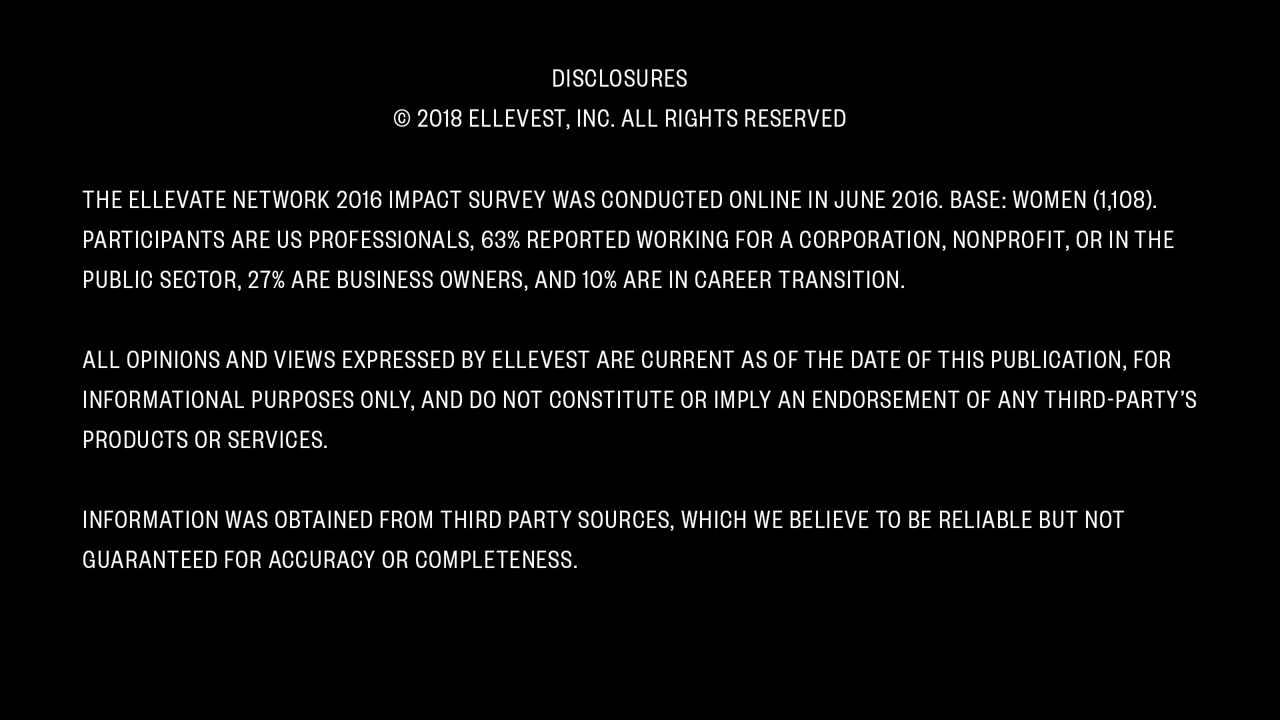 DISCLOSURES
© 2018 ELLEVEST, INC. ALL RIGHTS RESERVED
THE ELLEVATE NETWORK 2016 IMPACT SURVEY WAS CONDUCTED ONLINE IN JUNE 2016. BASE: WOMEN (1,108).
PARTICIPANTS ARE US PROFESSIONALS, 63% REPORTED WORKING FOR A CORPORATION, NONPROFIT, OR IN THE
PUBLIC SECTOR, 27% ARE BUSINESS OWNERS, AND 10% ARE IN CAREER TRANSITION.
ALL OPINIONS AND VIEWS EXPRESSED BY ELLEVEST ARE CURRENT AS OF THE DATE OF THIS PUBLICATION, FOR
INFORMATIONAL PURPOSES ONLY, AND DO NOT CONSTITUTE OR IMPLY AN ENDORSEMENT OF ANY THIRD-PARTY’S
PRODUCTS OR SERVICES.
INFORMATION WAS OBTAINED FROM THIRD PARTY SOURCES, WHICH WE BELIEVE TO BE RELIABLE BUT NOT
GUARANTEED FOR ACCURACY OR COMPLETENESS.